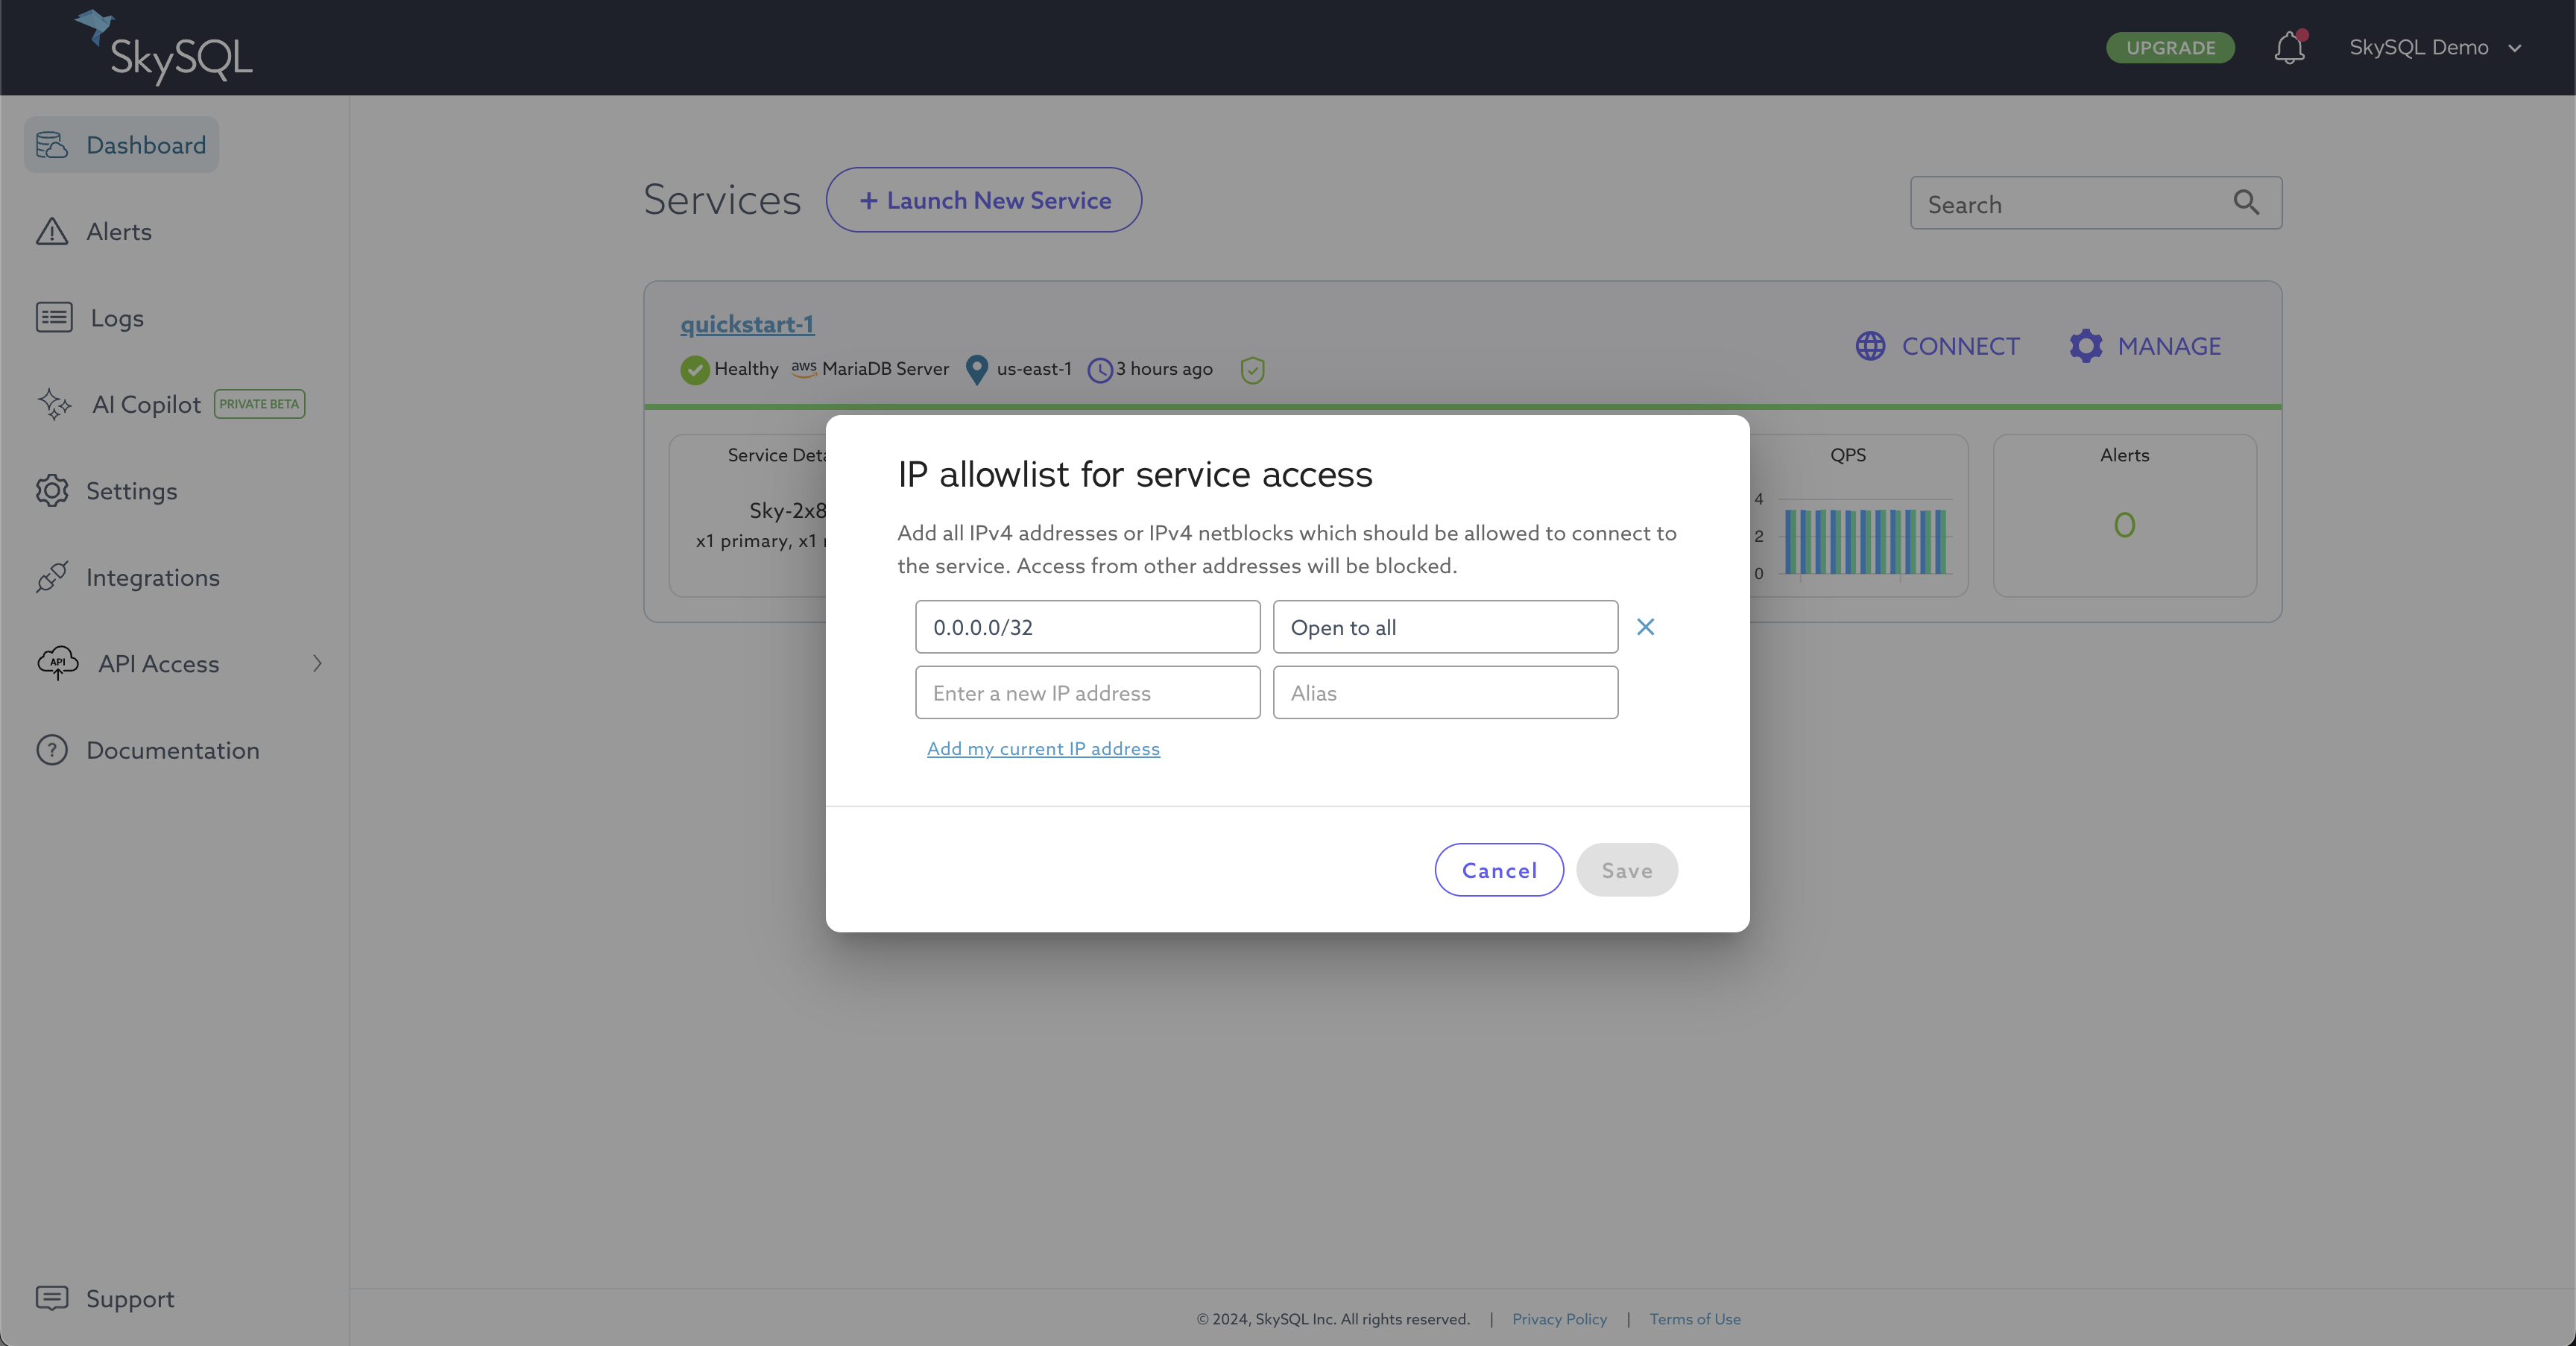 SkySQL
UPGRADE
SkySQL Demo
Dashboard
Alerts
Logs
AI Copilot PRIVATE BETA
Settings
Integrations
API API Access
Documentation
Support
Services
+ Launch New Service
Search
quickstart-1
Healthy aws MariaDB Server us-east-1 3 hours ago
CONNECT
MANAGE
Service
Sky-2x8
x1 primary, x1
QPS
4
2
0
Alerts
0
IP allowlist for service access
Add all IPv4 addresses or IPv4 netblocks which should be allowed to connect to
the service. Access from other addresses will be blocked.
0.0.0.0/32 Open to all
Enter a new IP address Alias
Add my current IP address
Cancel Save
© 2024, SkySQL Inc. All rights reserved. | Privacy Policy | Terms of Use